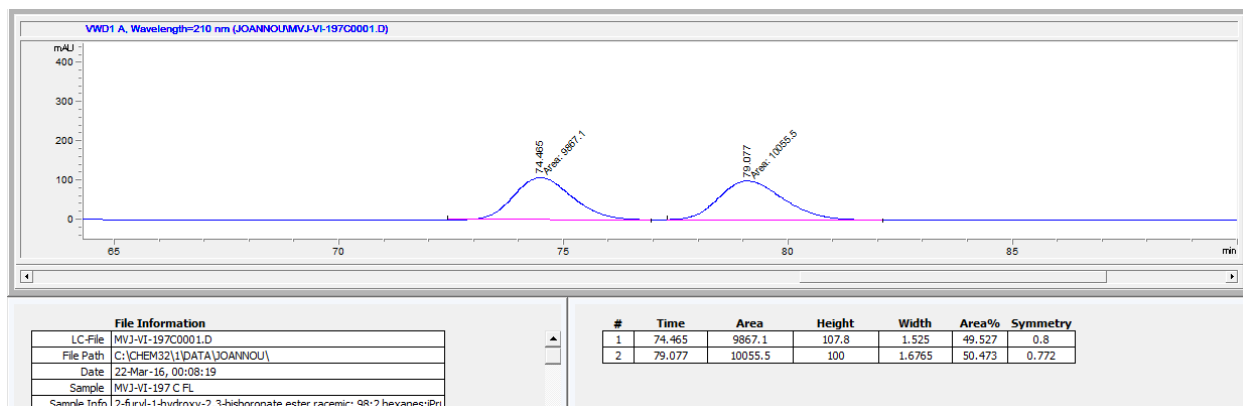 VWD1 A, Wavelength=210 nm (JOANNOU\MVJ-VI-197C0001.D)
mAU
400
300
200
100
0
74.465
Area: 9867.1
79.077
Area: 10055.5
65 70 75 80 85 min
File Information
LC-File MVJ-VI-197C0001.D
File Path C:\CHEM32\1\DATA\JOANNOU\
Date 22-Mar-16, 00:08:19
Sample MVJ-VI-197 C FL
Sample Info 2-furyl-1-hydroxy-2,3-bisboronate ester racemic; 98:2 hexanes:iPr
# Time Area Height Width Area% Symmetry
1 74.465 9867.1 107.8 1.525 49.527 0.8
2 79.077 10055.5 100 1.6765 50.473 0.772